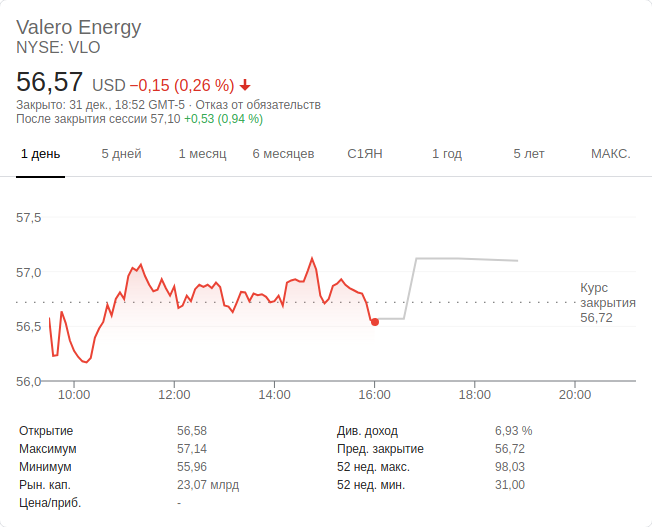 Valero Energy
NYSE: VLO
56,57 USD −0,15 (0,26 %)
Закрыто: 31 дек., 18:52 GMT-5 · Отказ от обязательств
После закрытия сессии 57,10 +0,53 (0,94 %)
1 день 5 дней 1 месяц 6 месяцев С1ЯН 1 год 5 лет МАКС.
57,5
57,0
Курс
закрытия
56,72
56,5
56,0
10:00 12:00 14:00 16:00 18:00 20:00
Открытие 56,58 Див. доход 6,93 %
Максимум 57,14 Пред. закрытие 56,72
Минимум 55,96 52 нед. макс. 98,03
Рын. кап. 23,07 млрд 52 нед. мин. 31,00
Цена/приб. -